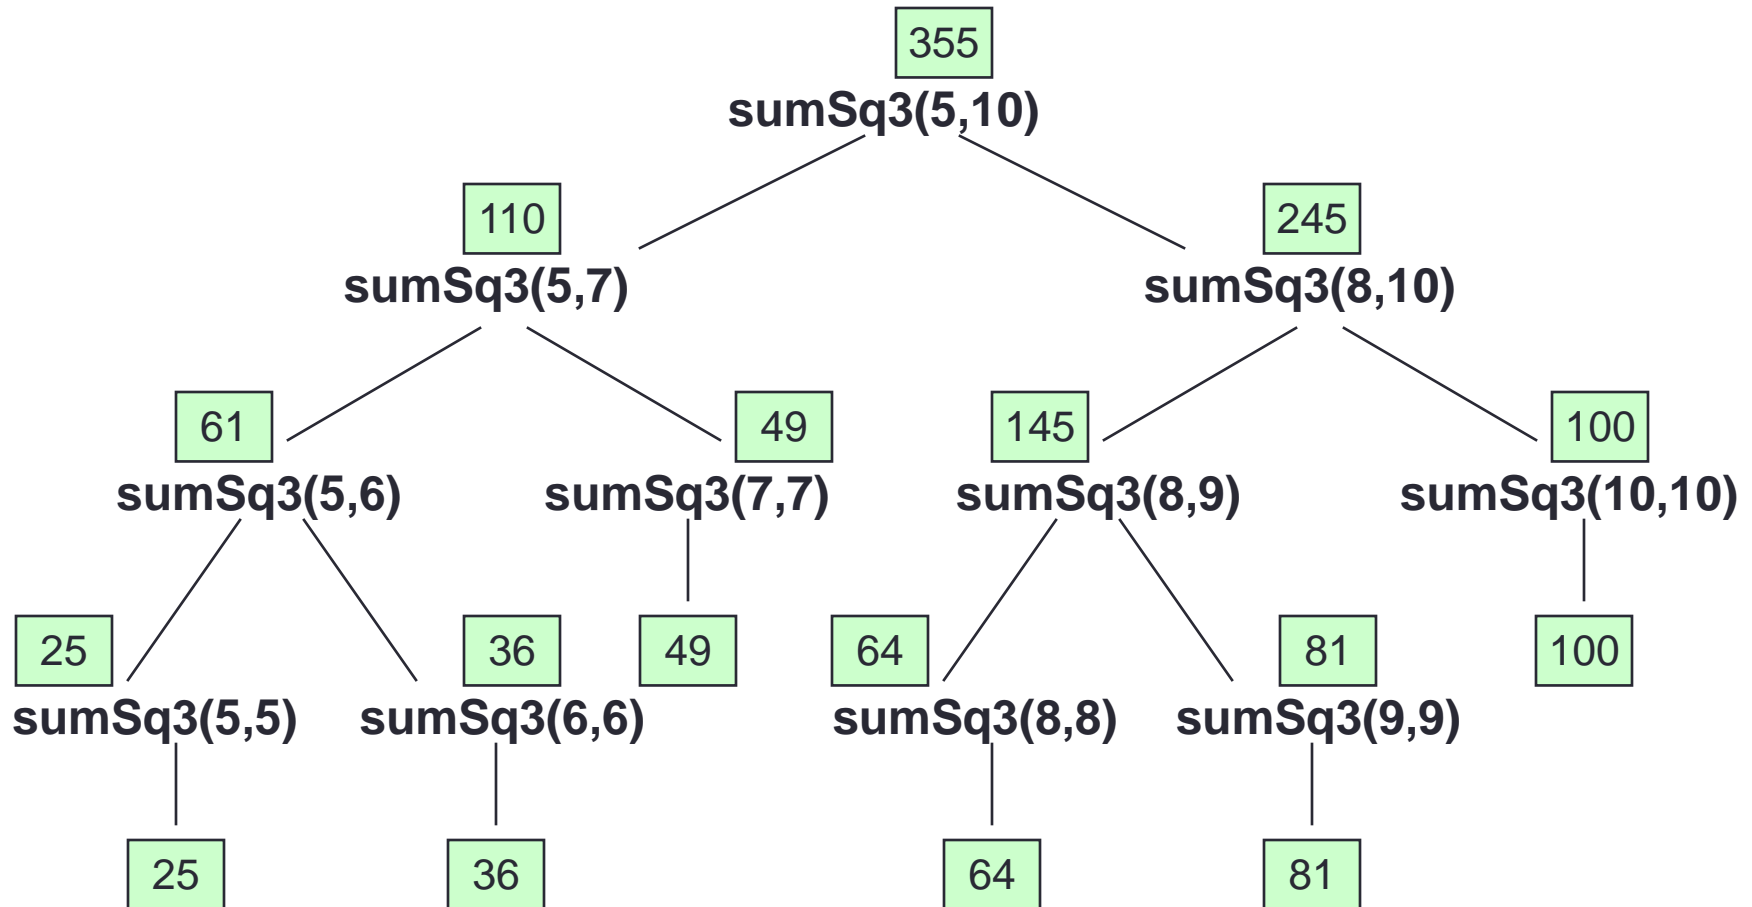 355
sumSq3(5,10)
110 245
sumSq3(5,7) sumSq3(8,10)
61 49 145 100
sumSq3(5,6) sumSq3(7,7) sumSq3(8,9) sumSq3(10,10)
25 36 49 64 81 100
sumSq3(5,5) sumSq3(6,6) sumSq3(8,8) sumSq3(9,9)
25 36 64 81